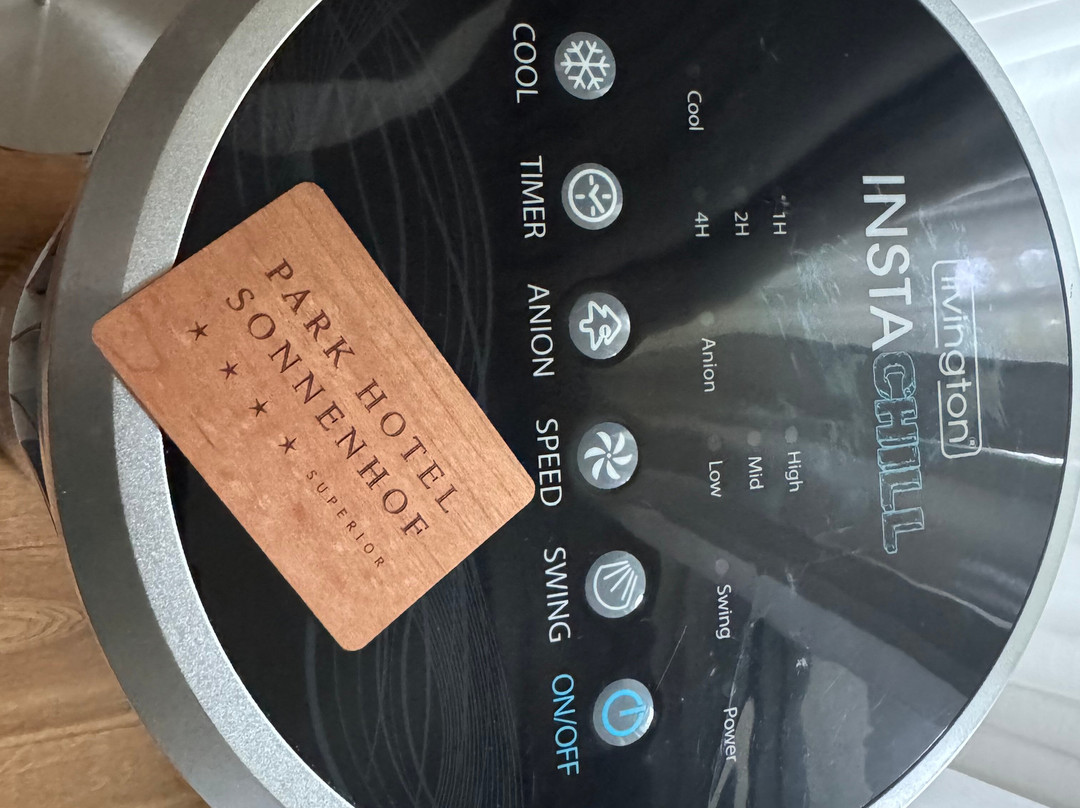 livington
INSTACHILL
1H
High
2H
Mid
Cool
4H
Anion
Low
Swing
Power
COOL
TIMER
ANION
SPEED
SWING
ON/OFF
PARK HOTEL
SONNENHOF
★ ★ ★ ★ SUPERIOR